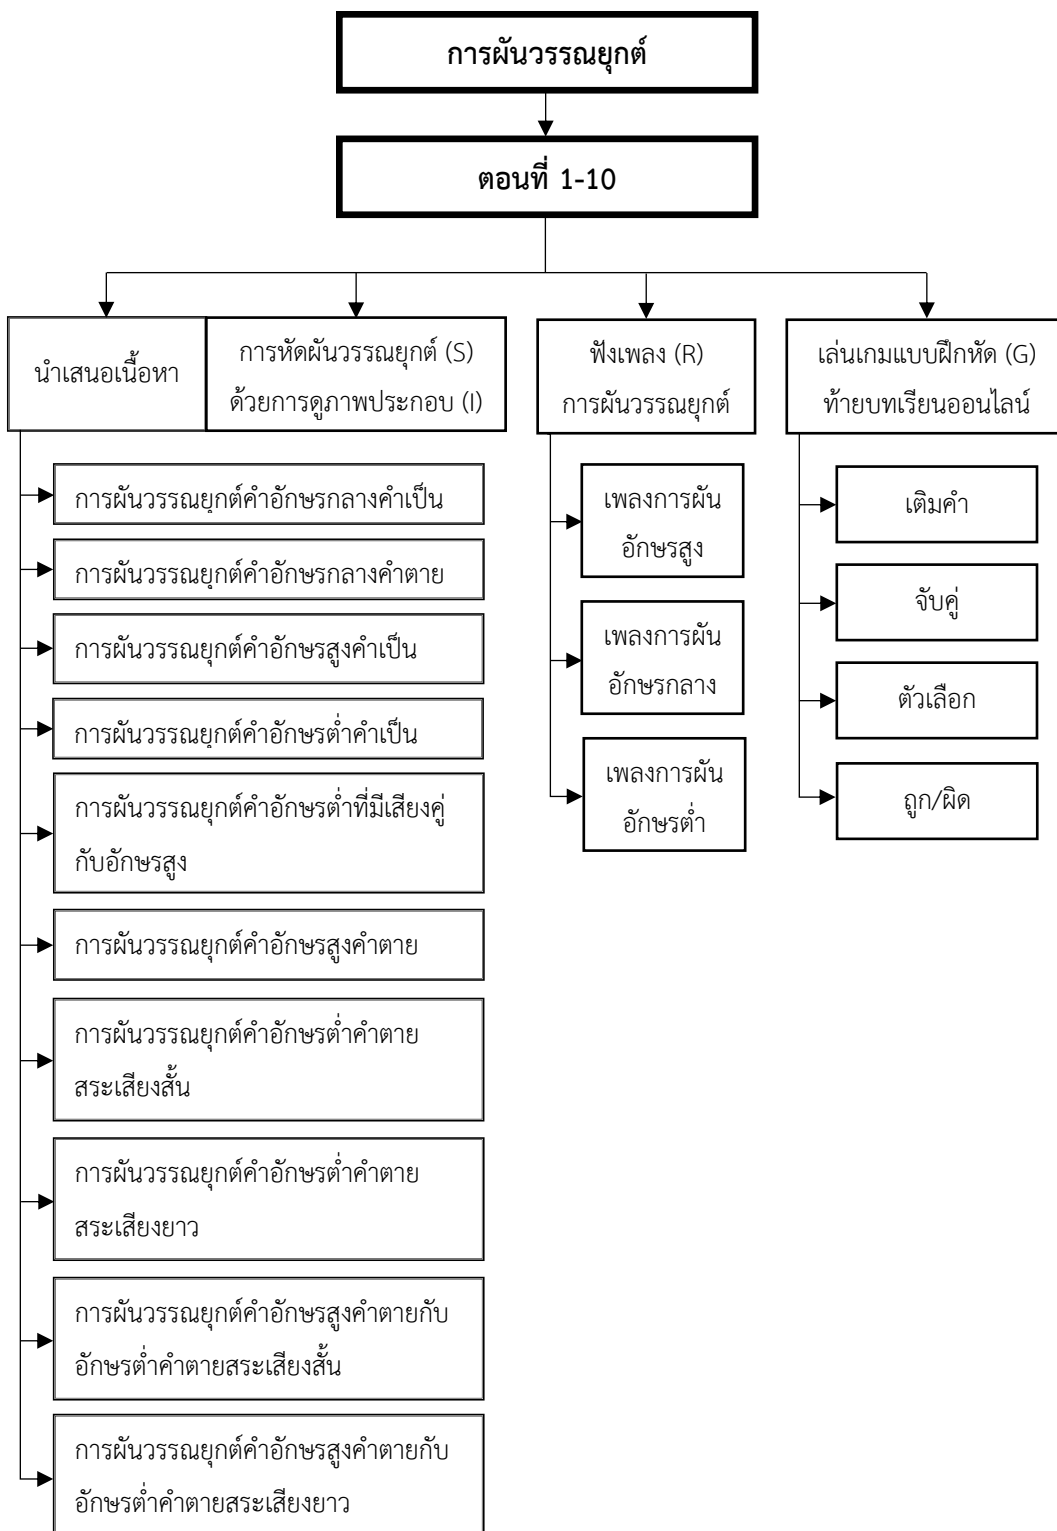 การผันวรรณยุกต์
ตอนที่ 1-10
นำเสนอเนื้อหา
การหัดผันวรรณยุกต์ (S)
ด้วยการดูภาพประกอบ (I)
ฟังเพลง (R)
การผันวรรณยุกต์
เล่นเกมแบบฝึกหัด (G)
ท้ายบทเรียนออนไลน์
การผันวรรณยุกต์คำอักษรกลางคำเป็น
การผันวรรณยุกต์คำอักษรกลางคำตาย
การผันวรรณยุกต์คำอักษรสูงคำเป็น
การผันวรรณยุกต์คำอักษรต่ำคำเป็น
การผันวรรณยุกต์คำอักษรต่ำที่มีเสียงคู่
กับอักษรสูง
การผันวรรณยุกต์คำอักษรสูงคำตาย
การผันวรรณยุกต์คำอักษรต่ำคำตาย
สระเสียงสั้น
การผันวรรณยุกต์คำอักษรต่ำคำตาย
สระเสียงยาว
การผันวรรณยุกต์คำอักษรสูงคำตายกับ
อักษรต่ำคำตายสระเสียงสั้น
การผันวรรณยุกต์คำอักษรสูงคำตายกับ
อักษรต่ำคำตายสระเสียงยาว
เพลงการผัน
อักษรสูง
เพลงการผัน
อักษรกลาง
เพลงการผัน
อักษรต่ำ
เติมคำ
จับคู่
ตัวเลือก
ถูก/ผิด